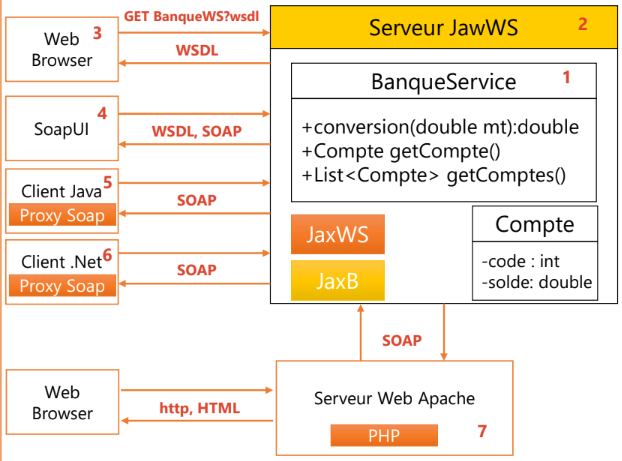 GET BanqueWS?wsdl
Web
Browser
3
WSDL
Serveur JawWS
2
BanqueService
1
+conversion(double mt):double
+Compte getCompte()
+List<Compte> getComptes()
SoapUI
4
WSDL, SOAP
Client Java
5
Proxy Soap
SOAP
Client .Net
6
Proxy Soap
SOAP
JaxWS
JaxB
Compte
-code : int
-solde: double
SOAP
Web
Browser
http, HTML
Serveur Web Apache
PHP
7